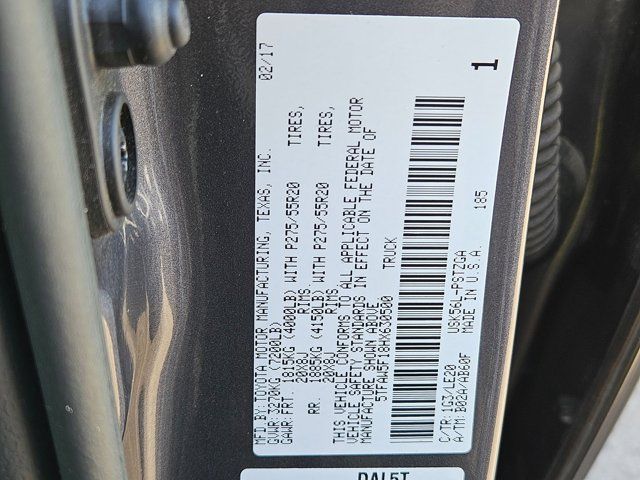 MFD.BY:TOYOTA MOTOR MANUFACTURING, TEXAS, INC. 02/17
GVWR:3270KG(7200LB)
GAWR:FRT. 1815KG(4000LB)WITH P275/55R20 TIRES,
20X8J RIMS.
RR. 1885KG(4150LB)WITH P275/55R20 TIRES,
20X8J RIMS
THIS VEHICLE CONFORMS TO ALL APPLICABLE FEDERAL MOTOR
VEHICLE SAFETY STANDARDS IN EFFECT ON THE DATE OF
MANUFACTURE SHOWN ABOVE.
5TFAW5F18HX630500 TRUCK
1
C/TR:1G3/LE20 USK56L-PSTZGA 185
A/TM:B02A/AB60F MADE IN U.S.A.
DAL5T